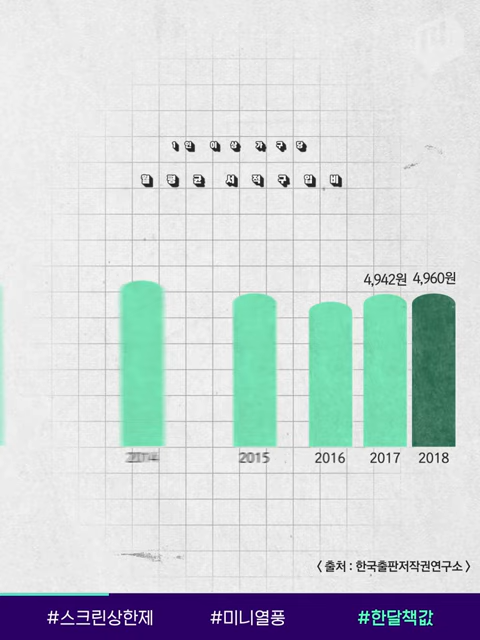 1인 이상 가구당
월평균 서적구입비
4,942원 4,960원
2014 2015 2016 2017 2018
< 출처 : 한국출판저작권연구소 >
#스크린상한제 #미니열풍 #한달책값